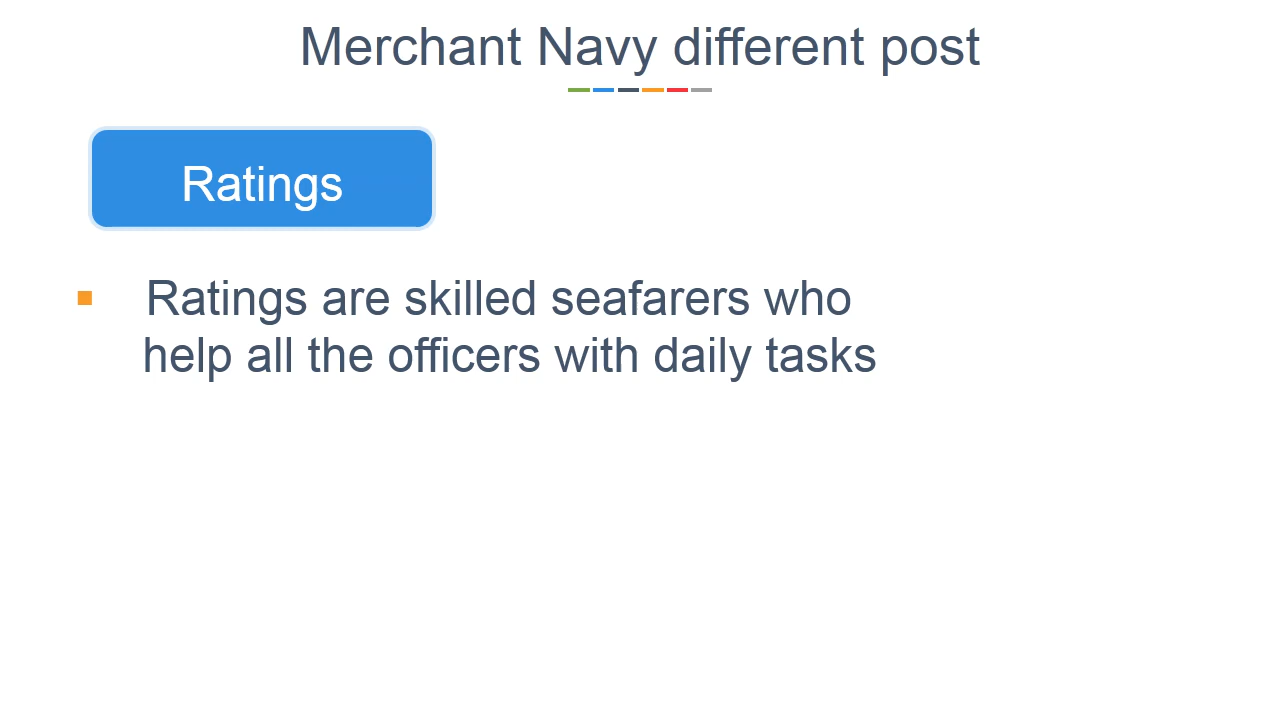 Merchant Navy different post
Ratings
Ratings are skilled seafarers who
help all the officers with daily tasks